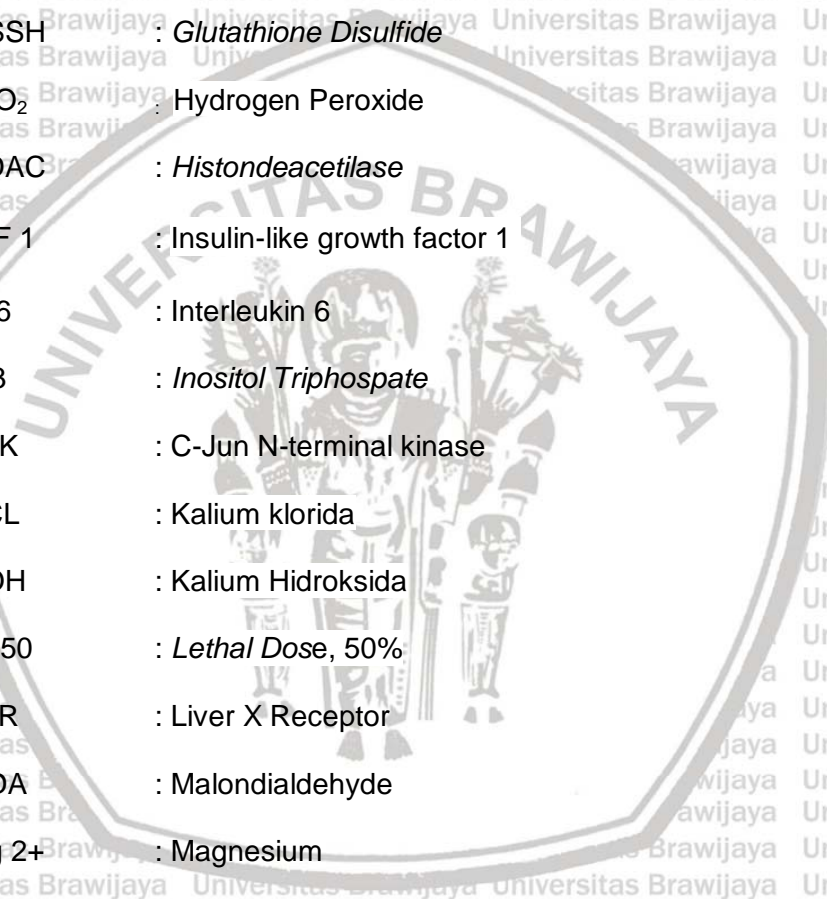 SSH : Glutathione Disulfide
O₂ : Hydrogen Peroxide
DAC : Histondeacetilase
F 1 : Insulin-like growth factor 1
6 : Interleukin 6
3 : Inositol Triphospate
K : C-Jun N-terminal kinase
CL : Kalium klorida
OH : Kalium Hidroksida
50 : Lethal Dose, 50%
R : Liver X Receptor
DA : Malondialdehyde
g 2+ : Magnesium
UNIVERSITAS BRAWIJAYA